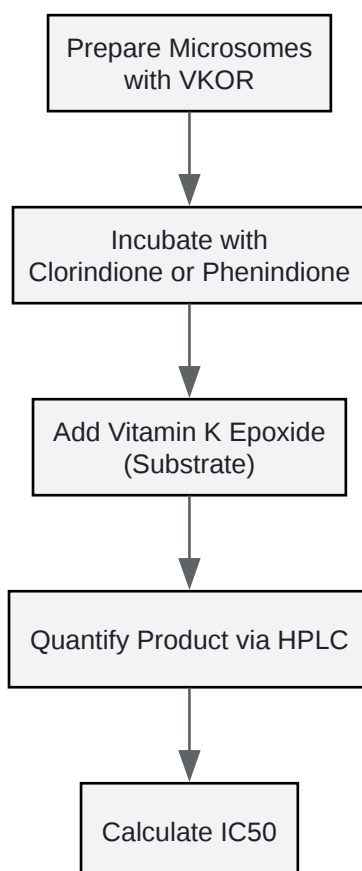 Prepare Microsomes
with VKOR
Incubate with
Clorindione or Phenindione
Add Vitamin K Epoxide
(Substrate)
Quantify Product via HPLC
Calculate IC50